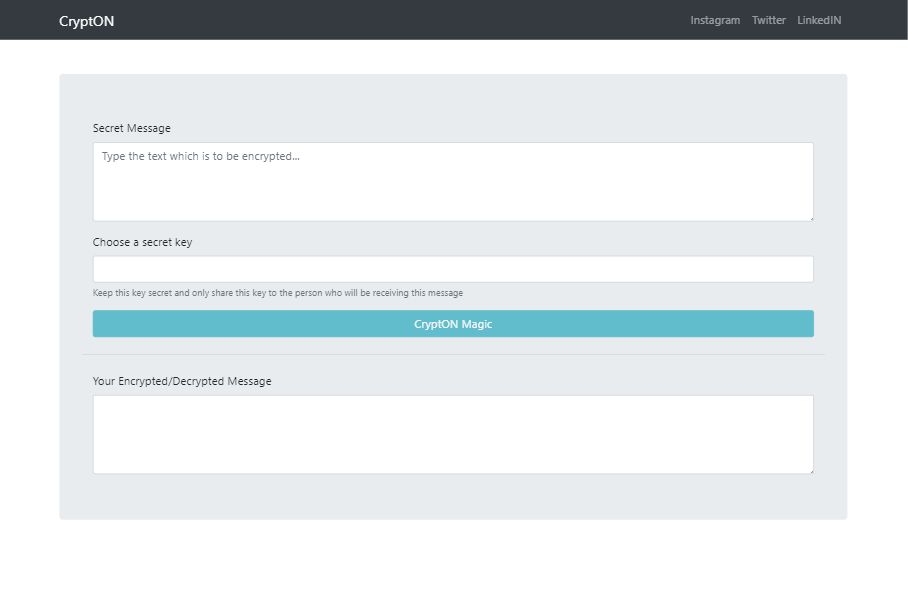 CryptON
Instagram Twitter LinkedIN
Secret Message
Type the text which is to be encrypted...
Choose a secret key
Keep this key secret and only share this key to the person who will be receiving this message
CryptON Magic
Your Encrypted/Decrypted Message